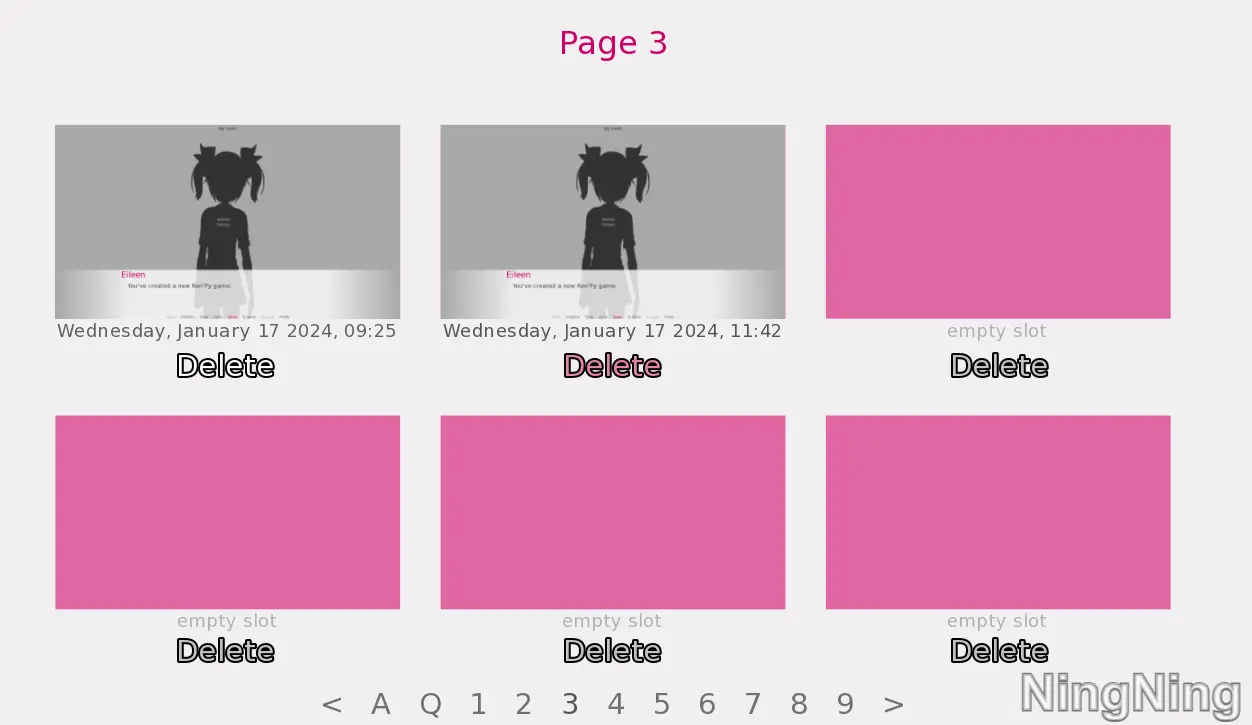 Page 3
Eileen
You've created a new Ren'Py game.
Eileen
You've created a new Ren'Py game.
Wednesday, January 17 2024, 09:25
Wednesday, January 17 2024, 11:42
empty slot
Delete
Delete
Delete
empty slot
empty slot
empty slot
Delete
Delete
Delete
< A Q 1 2 3 4 5 6 7 8 9 >
NingNing